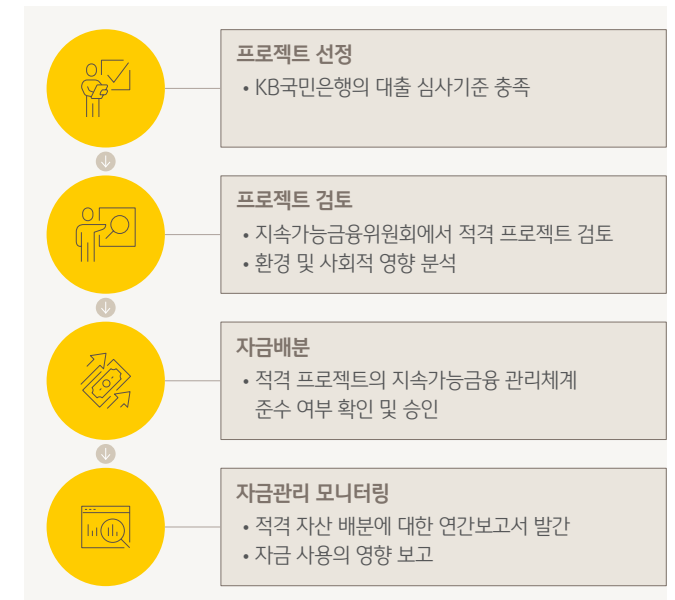 프로젝트 선정
• KB국민은행의 대출 심사기준 충족
프로젝트 검토
• 지속가능금융위원회에서 적격 프로젝트 검토
• 환경 및 사회적 영향 분석
자금배분
• 적격 프로젝트의 지속가능금융 관리체계
준수 여부 확인 및 승인
자금관리 모니터링
• 적격 자산 배분에 대한 연간보고서 발간
• 자금 사용의 영향 보고